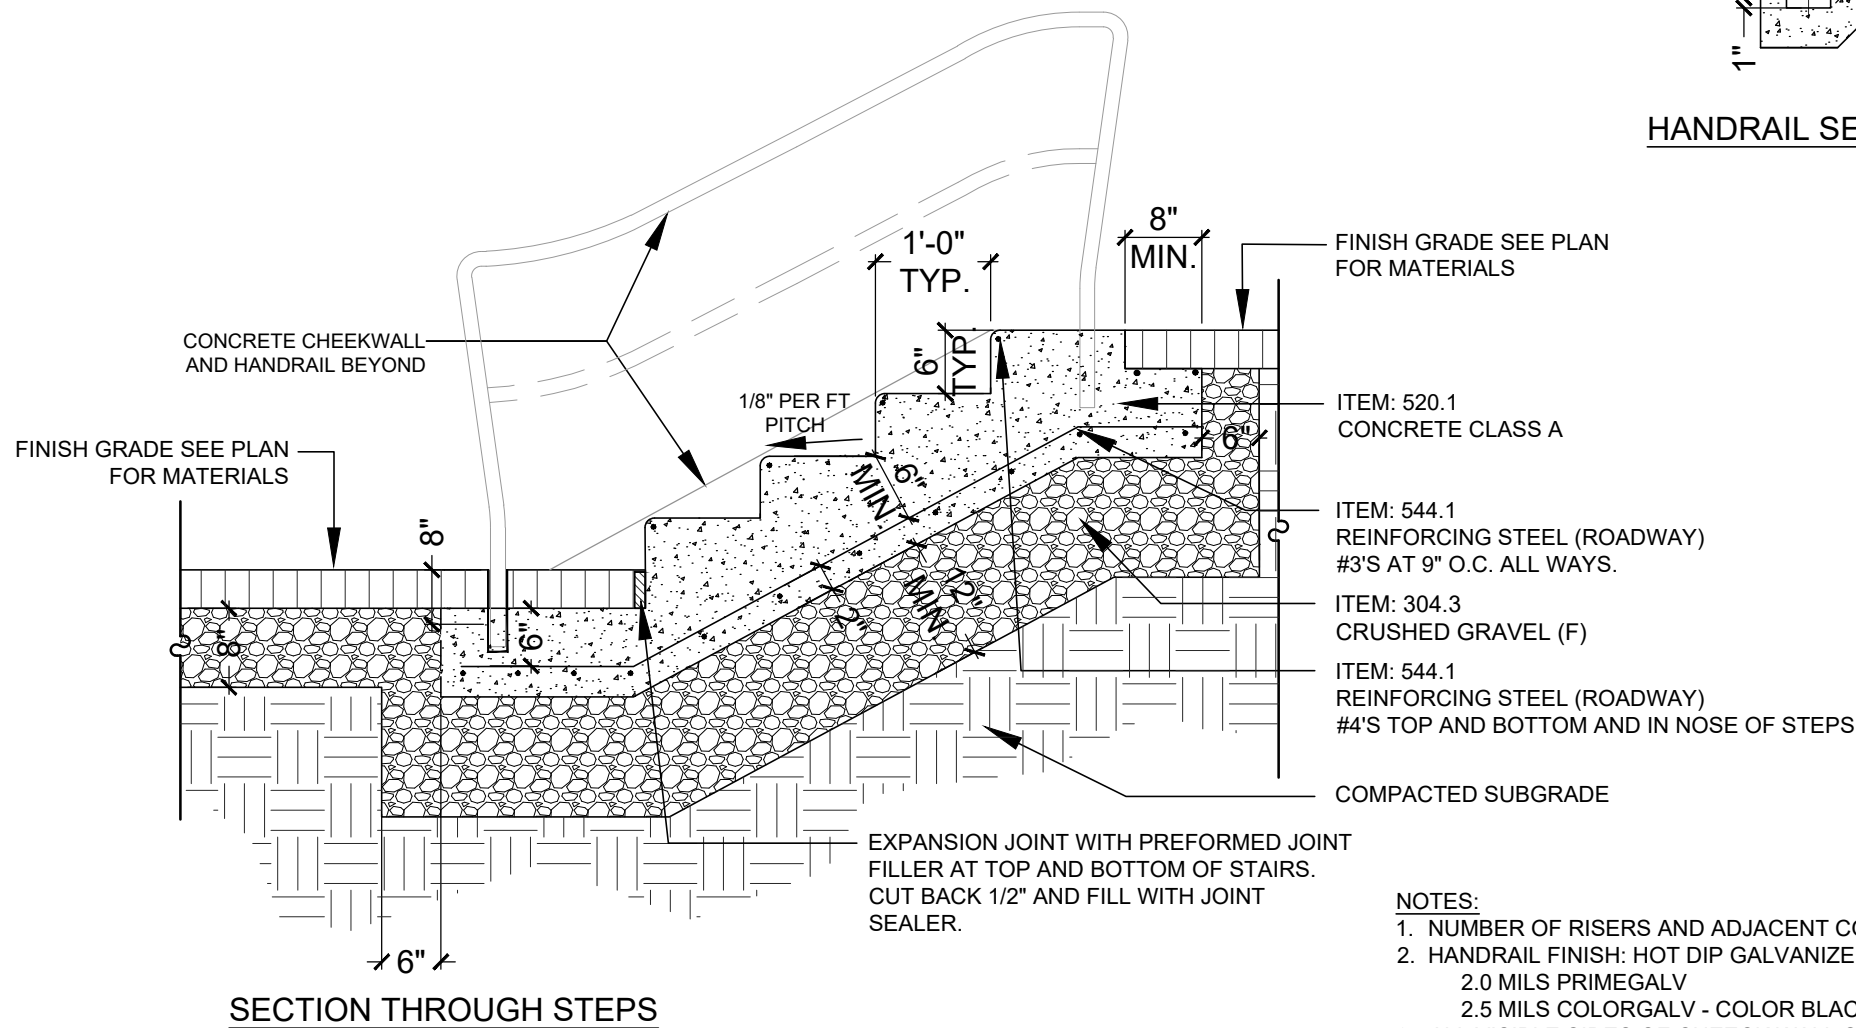 1"
HANDRAIL SE
8"
MIN.
1'-0"
TYP.
FINISH GRADE SEE PLAN
FOR MATERIALS
CONCRETE CHEEKWALL
AND HANDRAIL BEYOND
6"
TYP.
1/8" PER FT
PITCH
ITEM: 520.1
CONCRETE CLASS A
6"
FINISH GRADE SEE PLAN
FOR MATERIALS
6"
MIN
8"
ITEM: 544.1
REINFORCING STEEL (ROADWAY)
#3'S AT 9" O.C. ALL WAYS.
12"
MIN
2"
6"
8"
ITEM: 304.3
CRUSHED GRAVEL (F)
ITEM: 544.1
REINFORCING STEEL (ROADWAY)
#4'S TOP AND BOTTOM AND IN NOSE OF STEPS
COMPACTED SUBGRADE
EXPANSION JOINT WITH PREFORMED JOINT
FILLER AT TOP AND BOTTOM OF STAIRS.
CUT BACK 1/2" AND FILL WITH JOINT
SEALER.
6"
SECTION THROUGH STEPS
NOTES:
1. NUMBER OF RISERS AND ADJACENT CO
2. HANDRAIL FINISH: HOT DIP GALVANIZE
2.0 MILS PRIMEGALV
2.5 MILS COLORGALV - COLOR BLAC